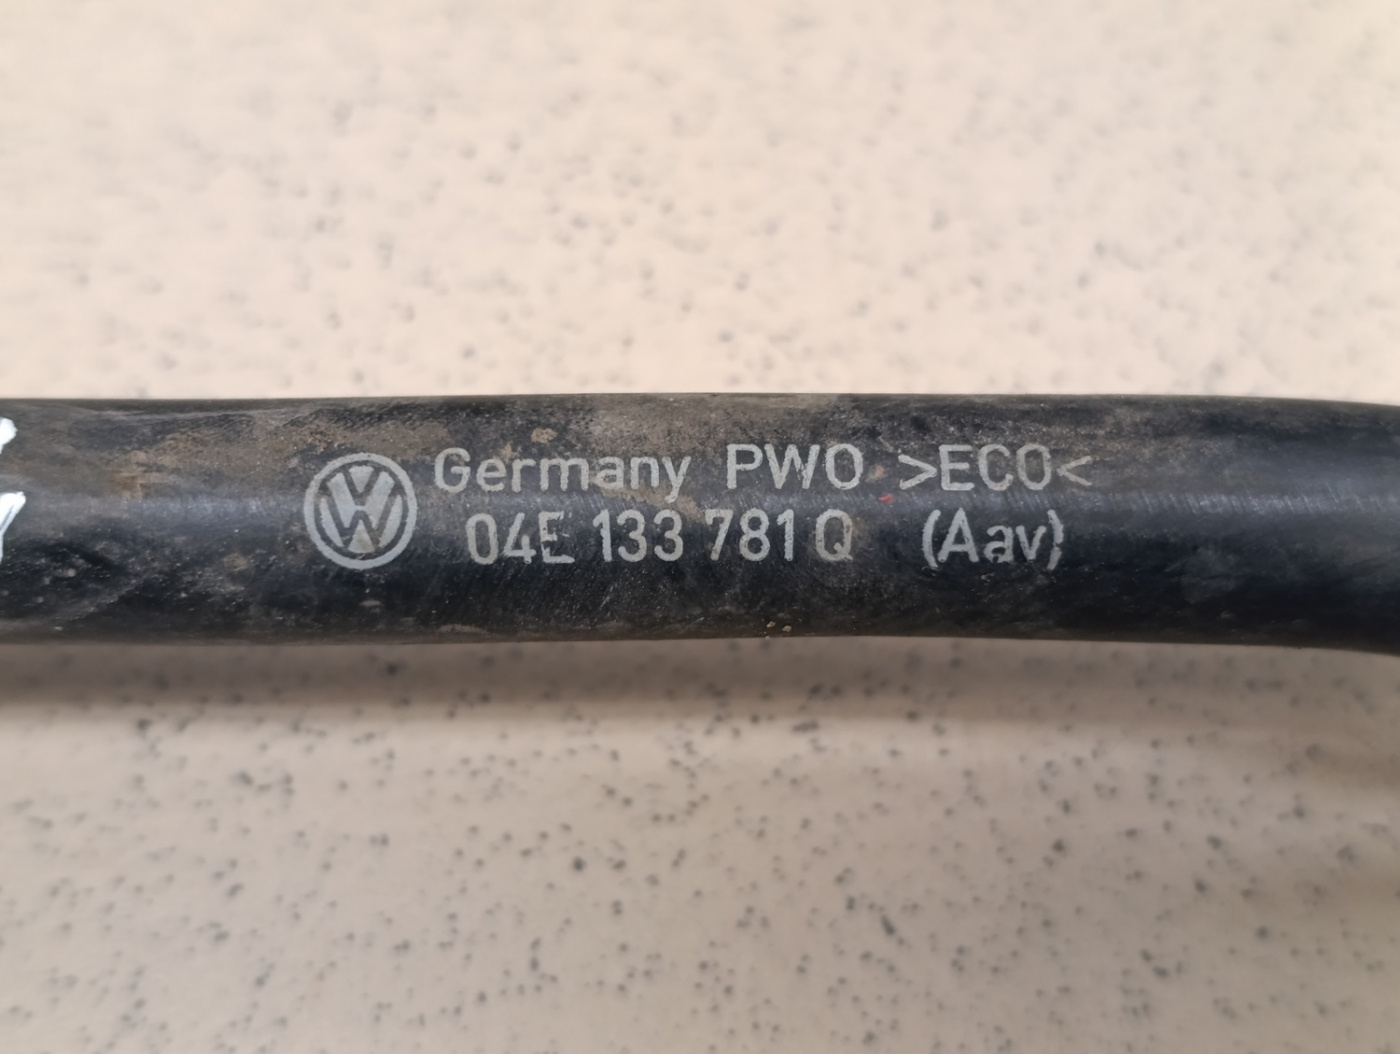 Germany PWO >ECO<
04E 133 781 Q (Aav)